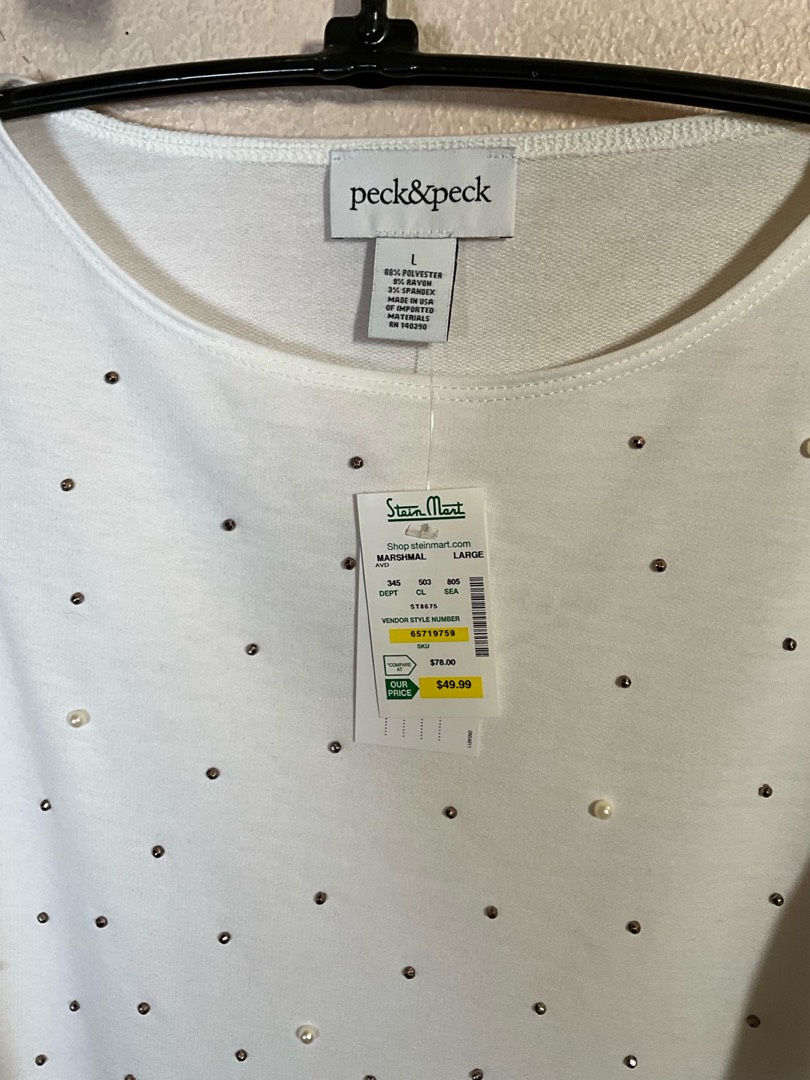 peck&peck
L
88% POLYESTER
9% RAYON
3% SPANDEX
MADE IN USA
OF IMPORTED
MATERIALS
RN 140290
Stein Mart
Shop steinmart.com
MARSHMAL LARGE
AVD
345 503 805
DEPT CL SEA
ST8675
VENDOR STYLE NUMBER
65719759
SKU
*COMPARE AT $78.00
OUR PRICE $49.99